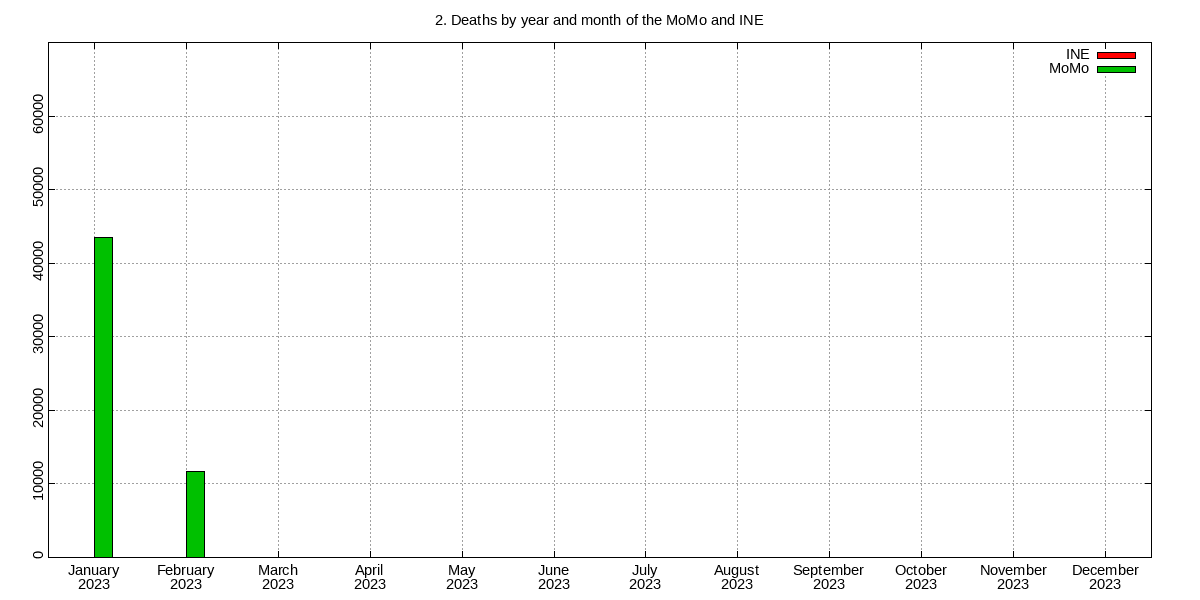 2. Deaths by year and month of the MoMo and INE
INE
MoMo
60000
50000
40000
30000
20000
10000
0
January February March April May June July August September October November December
2023 2023 2023 2023 2023 2023 2023 2023 2023 2023 2023 2023